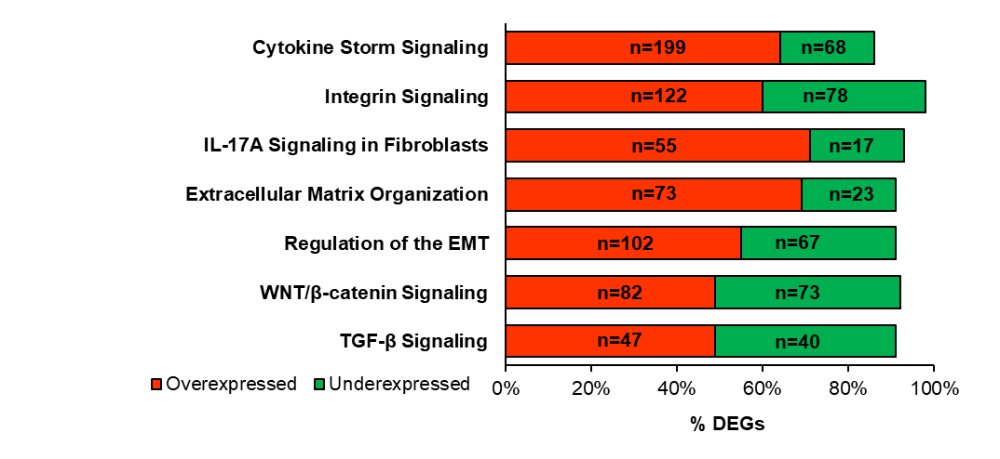 Cytokine Storm Signaling n=199 n=68
Integrin Signaling n=122 n=78
IL-17A Signaling in Fibroblasts n=55 n=17
Extracellular Matrix Organization n=73 n=23
Regulation of the EMT n=102 n=67
WNT/β-catenin Signaling n=82 n=73
TGF-β Signaling n=47 n=40
Overexpressed Underexpressed
0% 20% 40% 60% 80% 100%
% DEGs